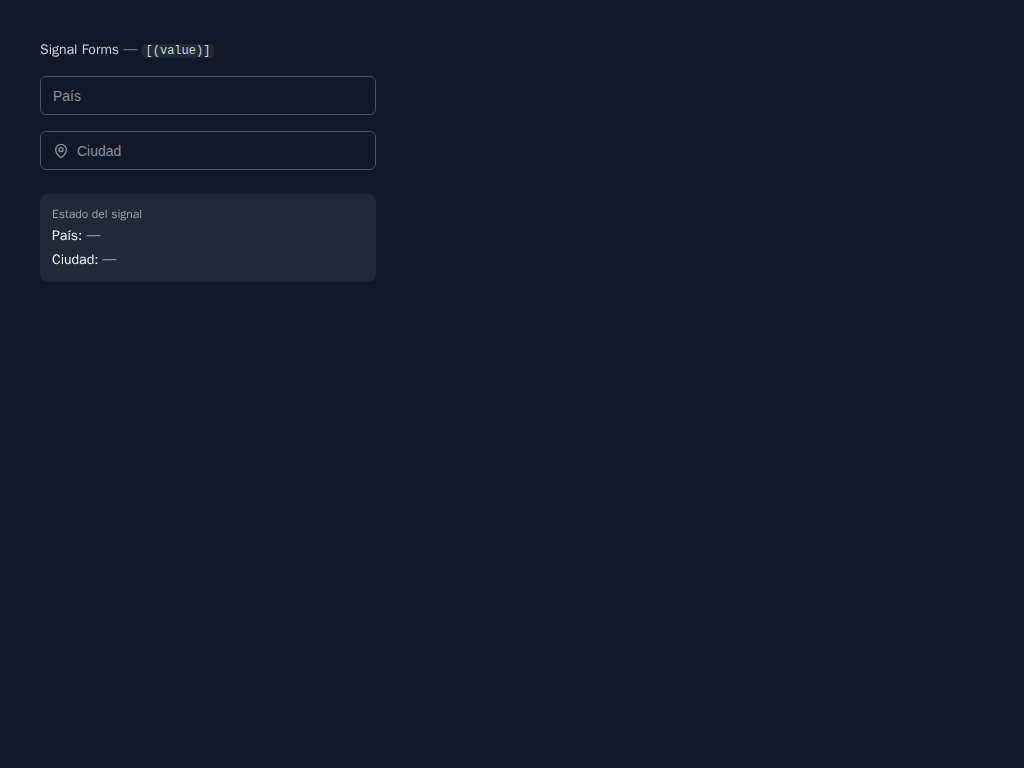 Signal Forms — [(value)]
País
Ciudad
Estado del signal
País: —
Ciudad: —